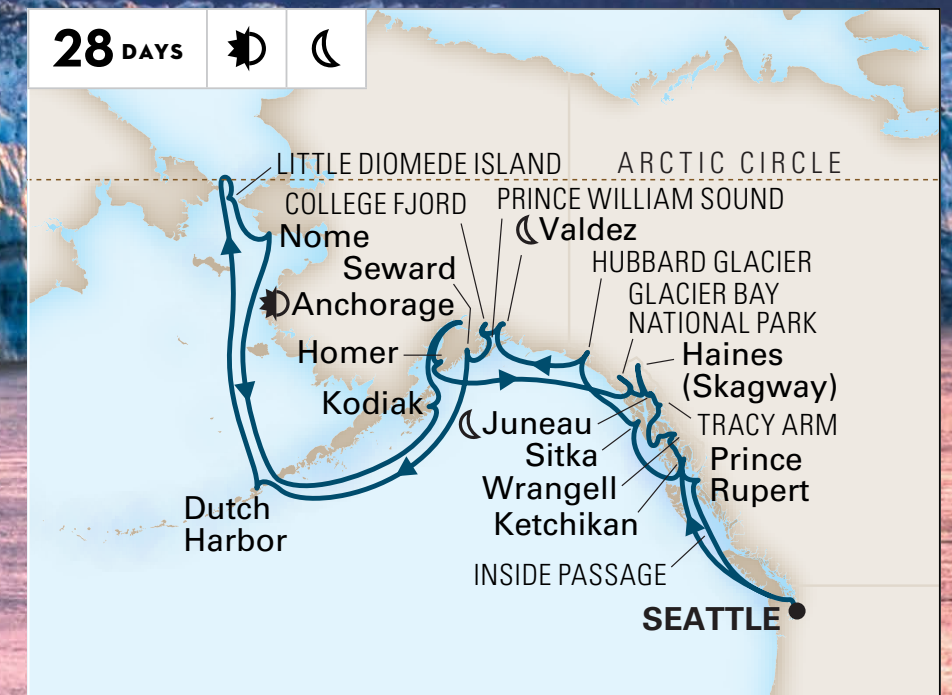 28 DAYS
LITTLE DIOMEDE ISLAND
ARCTIC CIRCLE
COLLEGE FJORD
PRINCE WILLIAM SOUND
Nome
Valdez
Seward
HUBBARD GLACIER
Anchorage
GLACIER BAY
NATIONAL PARK
Homer
Haines
(Skagway)
Kodiak
Juneau
TRACY ARM
Sitka
Prince
Rupert
Wrangell
Ketchikan
Dutch
Harbor
INSIDE PASSAGE
SEATTLE